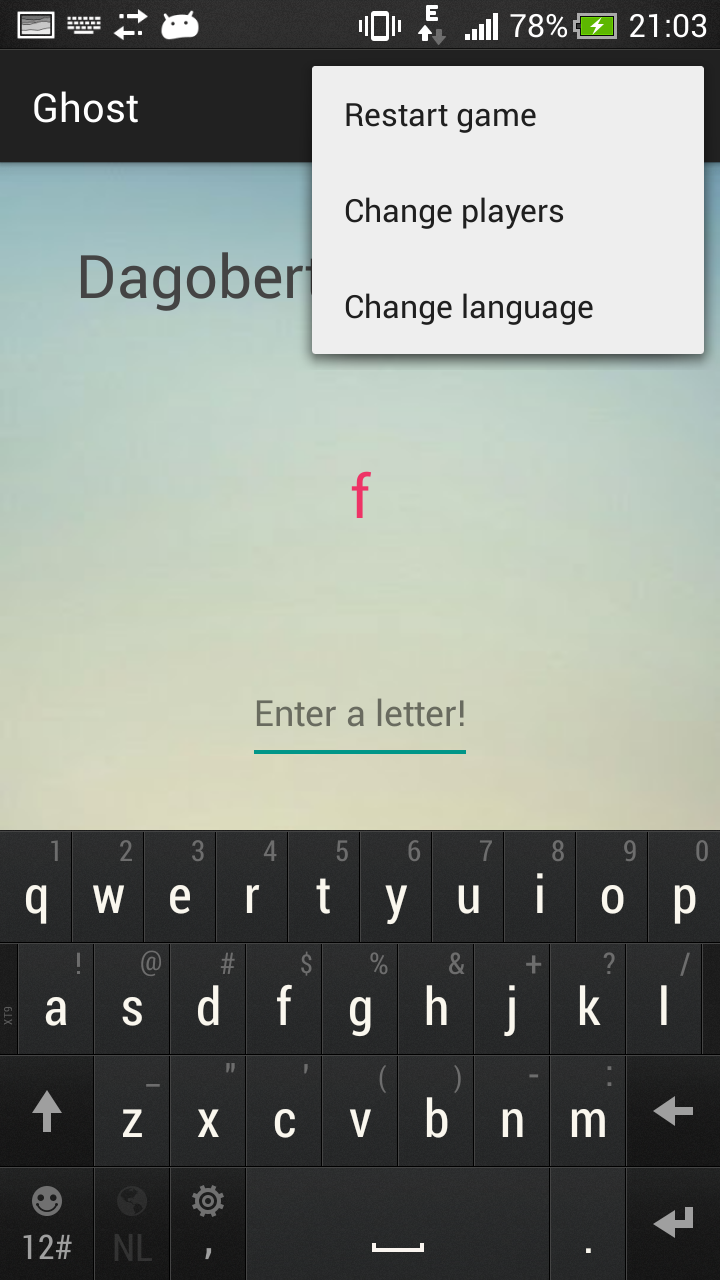 E
78% 21:03
Ghost
Restart game
Change players
Change language
Dagobert
f
Enter a letter!
1 2 3 4 5 6 7 8 9 0
q w e r t y u i o p
! @ # $ % & + ? /
XT9 a s d f g h j k l
_ " ' ( ) - :
z x c v b n m
12# NL , .